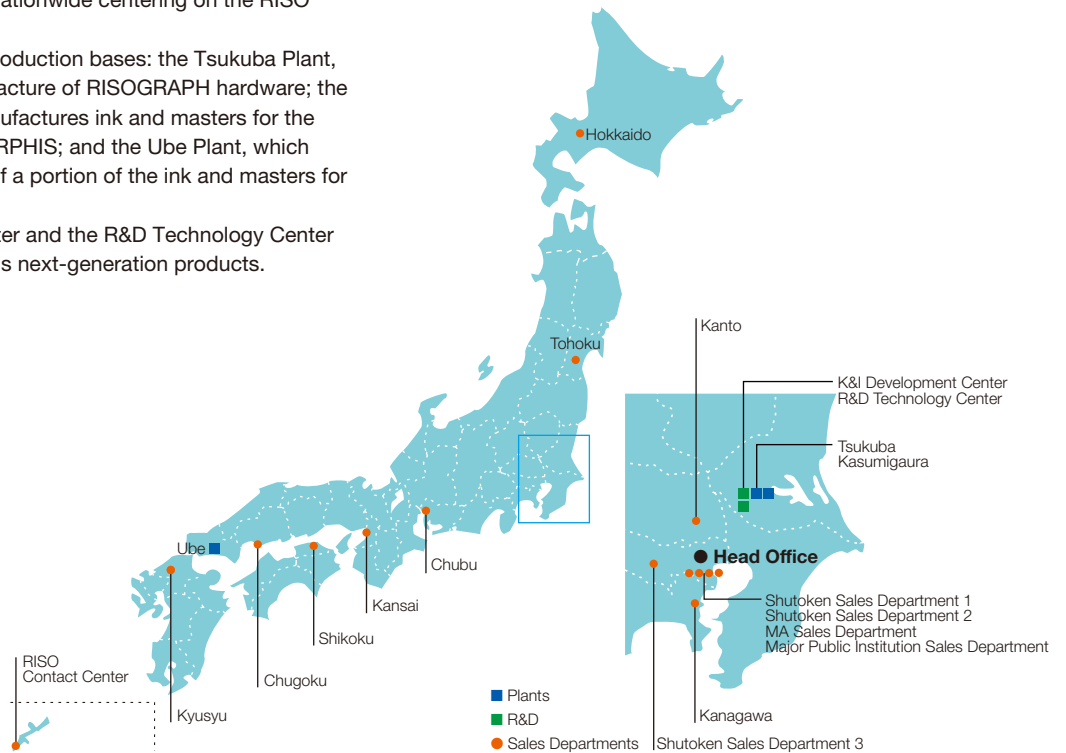 ationwide centering on the RISO
oduction bases: the Tsukuba Plant,
acture of RISOGRAPH hardware; the
ufactures ink and masters for the
RPHIS; and the Ube Plant, which
f a portion of the ink and masters for
ter and the R&D Technology Center
s next-generation products.
Hokkaido
Tohoku
Kanto
K&I Development Center
R&D Technology Center
Tsukuba
Kasumigaura
Ube
Chubu
Head Office
Kansai
Shutoken Sales Department 1
Shutoken Sales Department 2
MA Sales Department
Major Public Institution Sales Department
Shikoku
RISO
Contact Center
Chugoku
Kyusyu
Kanagawa
Plants
R&D
Sales Departments
Shutoken Sales Department 3